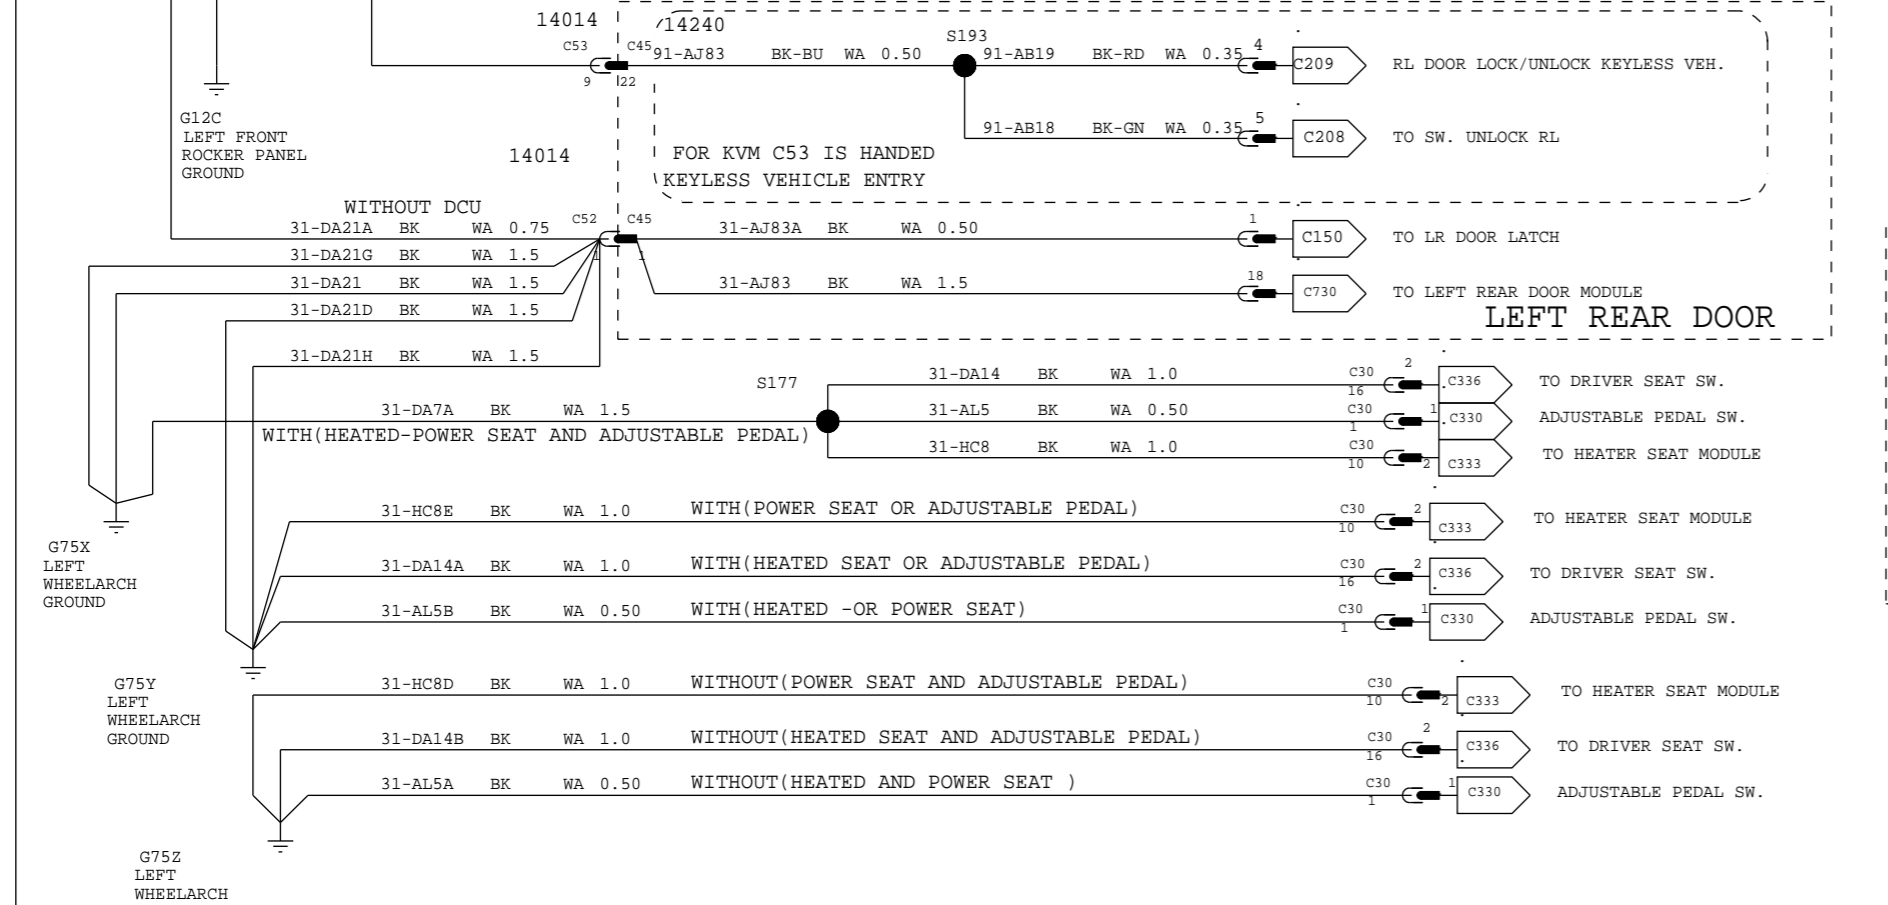 14014
14240
C53
C45
91-AJ83 BK-BU WA 0.50
S193
91-AB19 BK-RD WA 0.35
4
C209
RL DOOR LOCK/UNLOCK KEYLESS VEH.
9
22
G12C
LEFT FRONT
ROCKER PANEL
GROUND
91-AB18 BK-GN WA 0.35
5
C208
TO SW. UNLOCK RL
14014
FOR KVM C53 IS HANDED
KEYLESS VEHICLE ENTRY
WITHOUT DCU
31-DA21A BK WA 0.75
C52
C45
31-AJ83A BK WA 0.50
1
C150
TO LR DOOR LATCH
31-DA21G BK WA 1.5
1
1
31-DA21 BK WA 1.5
31-AJ83 BK WA 1.5
18
C730
TO LEFT REAR DOOR MODULE
31-DA21D BK WA 1.5
LEFT REAR DOOR
31-DA21H BK WA 1.5
S177
31-DA14 BK WA 1.0
C30
16
2
C336
TO DRIVER SEAT SW.
31-DA7A BK WA 1.5
31-AL5 BK WA 0.50
C30
1
1
C330
ADJUSTABLE PEDAL SW.
WITH(HEATED-POWER SEAT AND ADJUSTABLE PEDAL)
31-HC8 BK WA 1.0
C30
10
2
C333
TO HEATER SEAT MODULE
31-HC8E BK WA 1.0
WITH(POWER SEAT OR ADJUSTABLE PEDAL)
C30
10
2
C333
TO HEATER SEAT MODULE
G75X
LEFT
WHEELARCH
GROUND
31-DA14A BK WA 1.0
WITH(HEATED SEAT OR ADJUSTABLE PEDAL)
C30
16
2
C336
TO DRIVER SEAT SW.
31-AL5B BK WA 0.50
WITH(HEATED -OR POWER SEAT)
C30
1
1
C330
ADJUSTABLE PEDAL SW.
G75Y
LEFT
WHEELARCH
GROUND
31-HC8D BK WA 1.0
WITHOUT(POWER SEAT AND ADJUSTABLE PEDAL)
C30
10
2
C333
TO HEATER SEAT MODULE
31-DA14B BK WA 1.0
WITHOUT(HEATED SEAT AND ADJUSTABLE PEDAL)
C30
16
2
C336
TO DRIVER SEAT SW.
31-AL5A BK WA 0.50
WITHOUT(HEATED AND POWER SEAT )
C30
1
1
C330
ADJUSTABLE PEDAL SW.
G75Z
LEFT
WHEELARCH